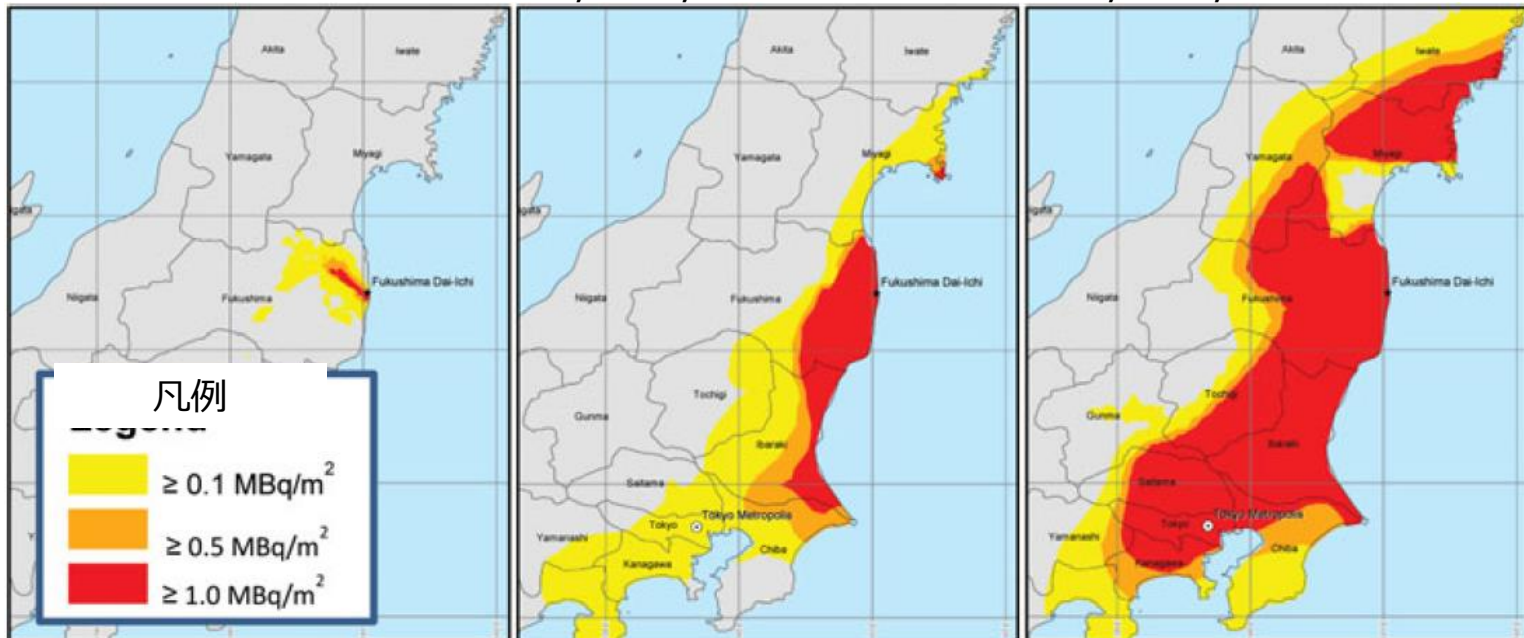 Akita
Iwate
Yamagata
Miyagi
Niigata
Fukushima
Fukushima Dai-Ichi
凡例
≥ 0.1 MBq/m²
≥ 0.5 MBq/m²
≥ 1.0 MBq/m²
Akita
Iwate
Yamagata
Miyagi
Niigata
Fukushima
Fukushima Dai-Ichi
Tochigi
Gunma
Ibaraki
Saitama
Tokyo
Tokyo Metropolis
Yamanashi
Chiba
Kanagawa
Akita
Iwate
Yamagata
Miyagi
Niigata
Fukushima
Fukushima Dai-Ichi
Tochigi
Gunma
Ibaraki
Saitama
Tokyo
Tokyo Metropolis
Yamanashi
Chiba
Kanagawa